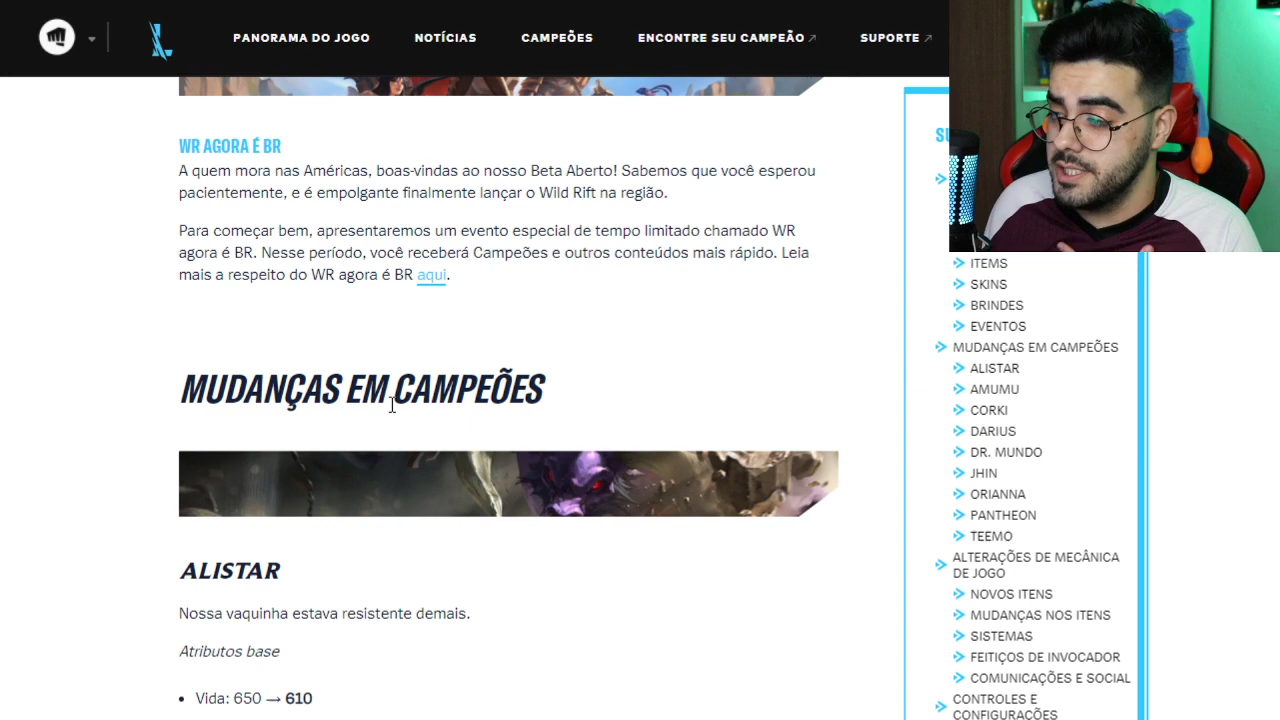 PANORAMA DO JOGO NOTÍCIAS CAMPEÕES ENCONTRE SEU CAMPEÃO SUPORTE
WR AGORA É BR
A quem mora nas Américas, boas-vindas ao nosso Beta Aberto! Sabemos que você esperou
pacientemente, e é empolgante finalmente lançar o Wild Rift na região.
Para começar bem, apresentaremos um evento especial de tempo limitado chamado WR
agora é BR. Nesse período, você receberá Campeões e outros conteúdos mais rápido. Leia
mais a respeito do WR agora é BR aqui.
MUDANÇAS EM CAMPEÕES
ALISTAR
Nossa vaquinha estava resistente demais.
Atributos base
• Vida: 650 → 610
ITEMS
SKINS
BRINDES
EVENTOS
MUDANÇAS EM CAMPEÕES
ALISTAR
AMUMU
CORKI
DARIUS
DR. MUNDO
JHIN
ORIANNA
PANTHEON
TEEMO
ALTERAÇÕES DE MECÂNICA
DE JOGO
NOVOS ITENS
MUDANÇAS NOS ITENS
SISTEMAS
FEITIÇOS DE INVOCADOR
COMUNICAÇÕES E SOCIAL
CONTROLES E
CONFIGURAÇÕES